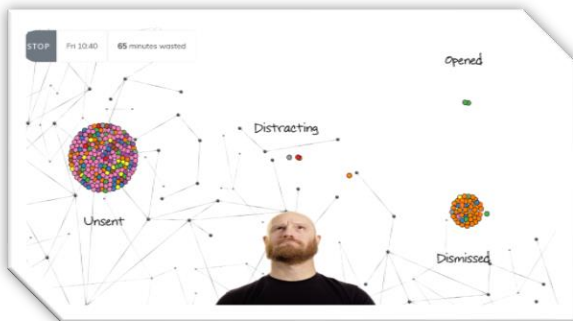 STOP Fri 10:40 65 minutes wasted
Opened
Distracting
Unsent
Dismissed